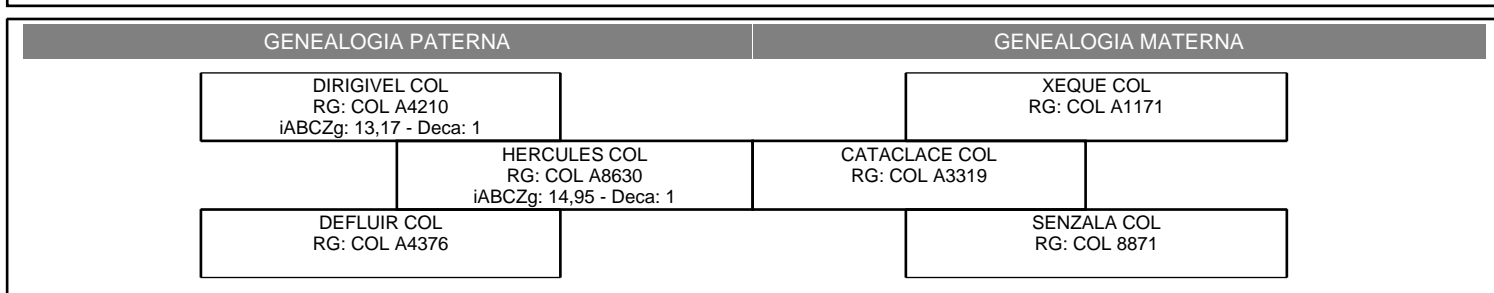 GENEALOGIA PATERNA
GENEALOGIA MATERNA
DIRIGIVEL COL
RG: COL A4210
iABCZg: 13,17 - Deca: 1
XEQUE COL
RG: COL A1171
HERCULES COL
RG: COL A8630
iABCZg: 14,95 - Deca: 1
CATACLACE COL
RG: COL A3319
DEFLUIR COL
RG: COL A4376
SENZALA COL
RG: COL 8871